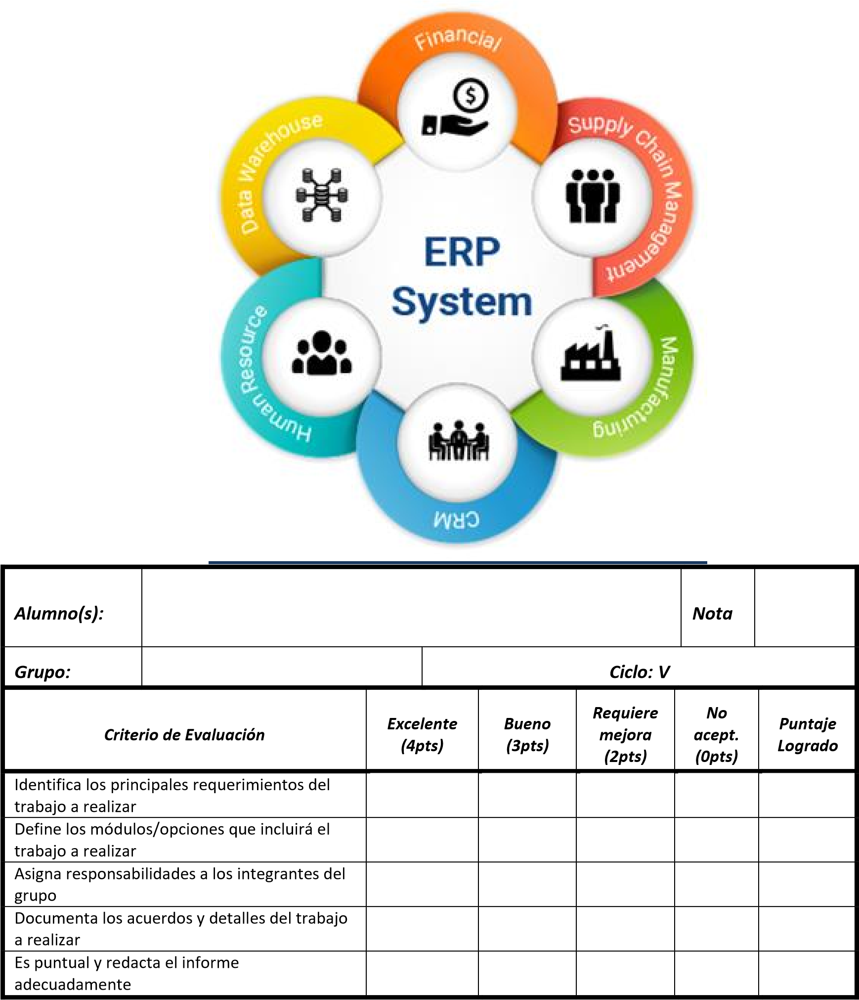 Financial
Supply Chain Management
Data Warehouse
ERP
System
Human Resource
Manufacturing
CRM
Alumno(s):
Nota
Grupo:
Ciclo: V
Criterio de Evaluación
Excelente
(4pts)
Bueno
(3pts)
Requiere
mejora
(2pts)
No
acept.
(0pts)
Puntaje
Logrado
Identifica los principales requerimientos del
trabajo a realizar
Define los módulos/opciones que incluirá el
trabajo a realizar
Asigna responsabilidades a los integrantes del
grupo
Documenta los acuerdos y detalles del trabajo
a realizar
Es puntual y redacta el informe
adecuadamente